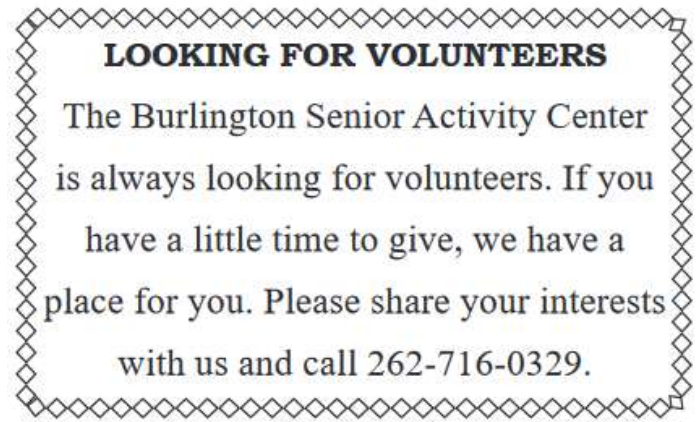 LOOKING FOR VOLUNTEERS
The Burlington Senior Activity Center
is always looking for volunteers. If you
have a little time to give, we have a
place for you. Please share your interests
with us and call 262-716-0329.